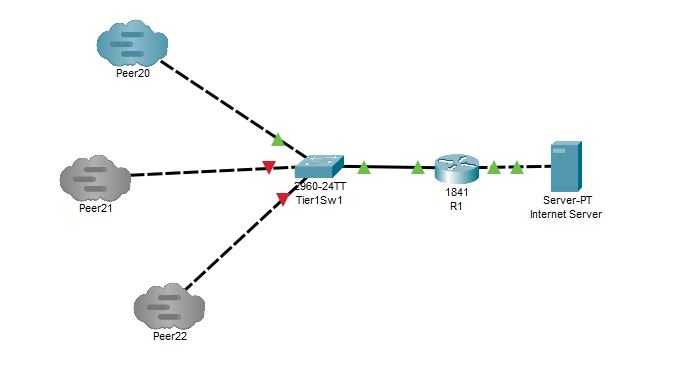 Peer20
Peer21
2960-24TT
Tier1Sw1
1841
R1
Server-PT
Internet Server
Peer22